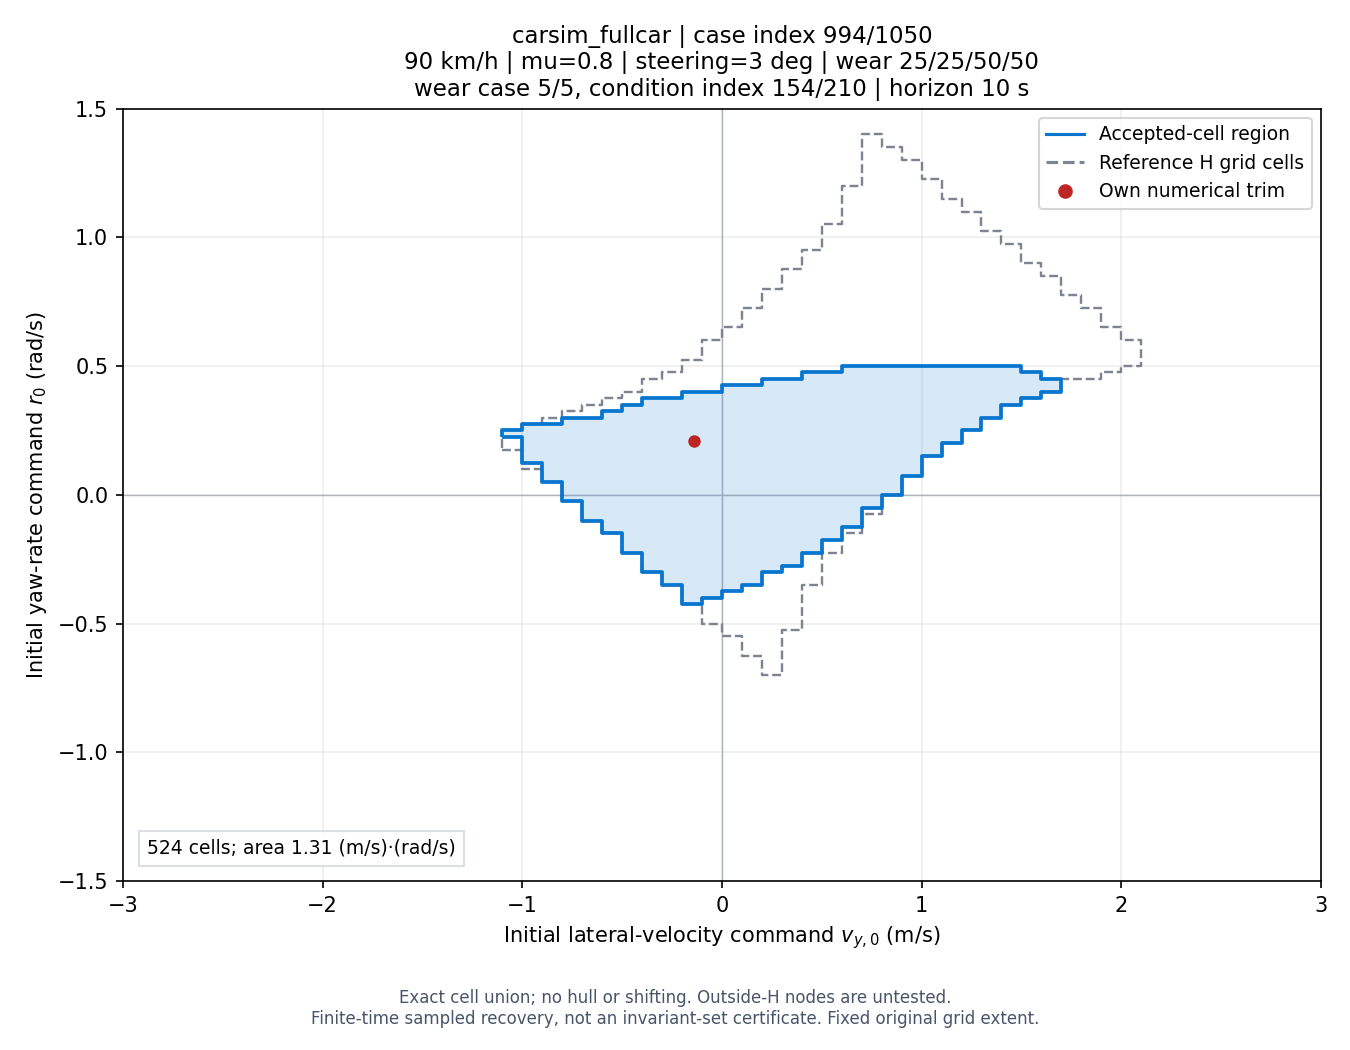 carsim_fullcar | case index 994/1050
90 km/h | mu=0.8 | steering=3 deg | wear 25/25/50/50
wear case 5/5, condition index 154/210 | horizon 10 s
Accepted-cell region
Reference H grid cells
Own numerical trim
1.5
1.0
0.5
0.0
−0.5
−1.0
−1.5
Initial yaw-rate command r0 (rad/s)
524 cells; area 1.31 (m/s)·(rad/s)
−3
−2
−1
0
1
2
3
Initial lateral-velocity command vy,0 (m/s)
Exact cell union; no hull or shifting. Outside-H nodes are untested.
Finite-time sampled recovery, not an invariant-set certificate. Fixed original grid extent.